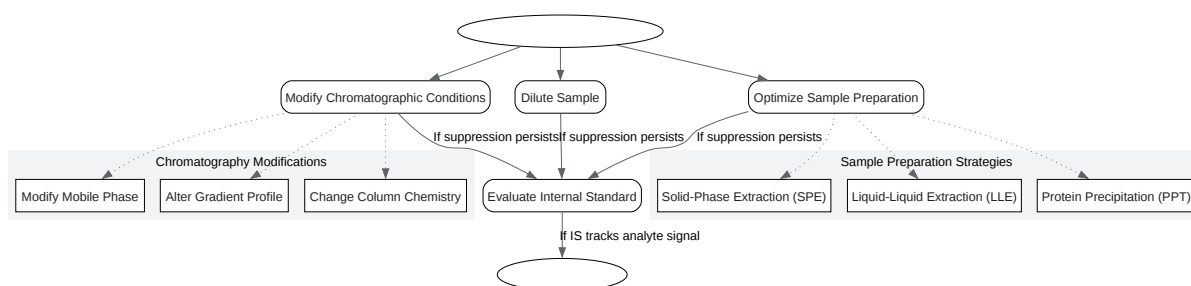 Modify Chromatographic Conditions
Dilute Sample
Optimize Sample Preparation
If suppression persists
If suppression persists
If suppression persists
Chromatography Modifications
Sample Preparation Strategies
Modify Mobile Phase
Alter Gradient Profile
Change Column Chemistry
Evaluate Internal Standard
Solid-Phase Extraction (SPE)
Liquid-Liquid Extraction (LLE)
Protein Precipitation (PPT)
If IS tracks analyte signal